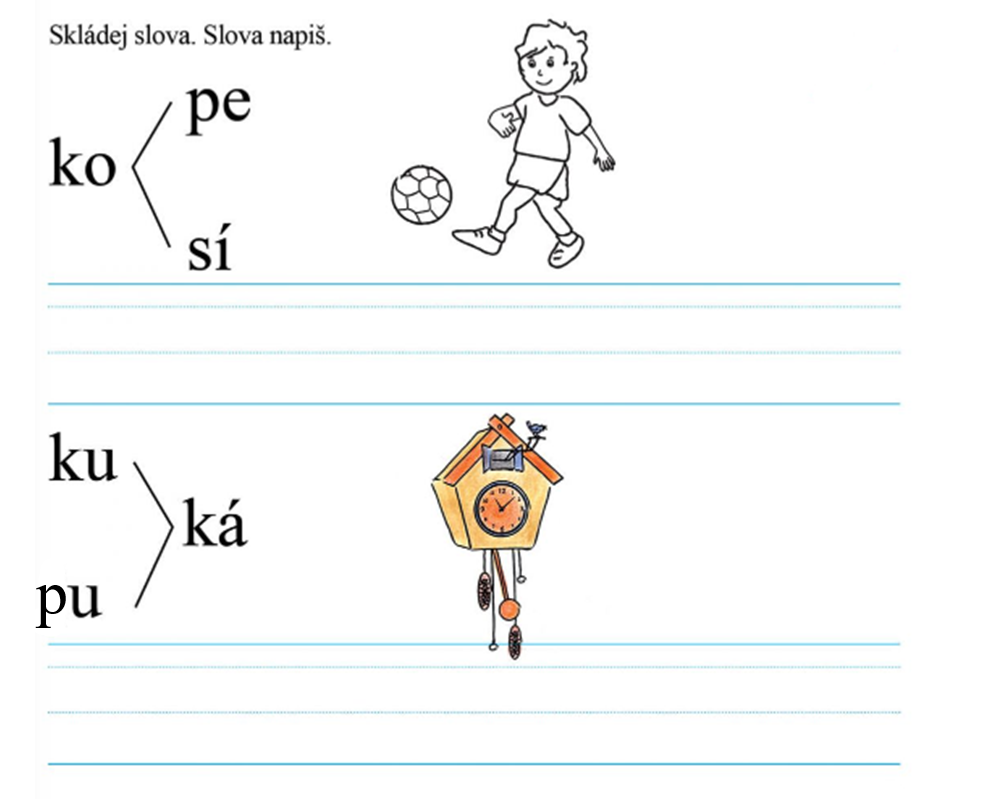 Skládej slova. Slova napiš.
pe
ko
sí
ku
ká
pu